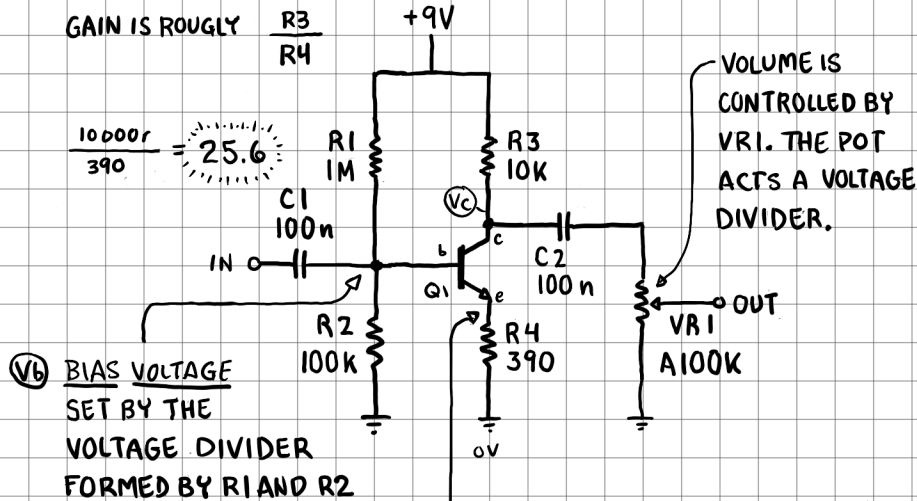 GAIN IS ROUGLY R3
R4
+9V
10000r
390
= 25.6
R1
1M
R3
10K
VOLUME IS
CONTROLLED BY
VR1. THE POT
ACTS A VOLTAGE
DIVIDER.
C1
100n
Vc
IN
b
c
C2
100n
Q1
e
OUT
VR1
A100K
R2
100K
R4
390
0V
Vb BIAS VOLTAGE
SET BY THE
VOLTAGE DIVIDER
FORMED BY R1 AND R2